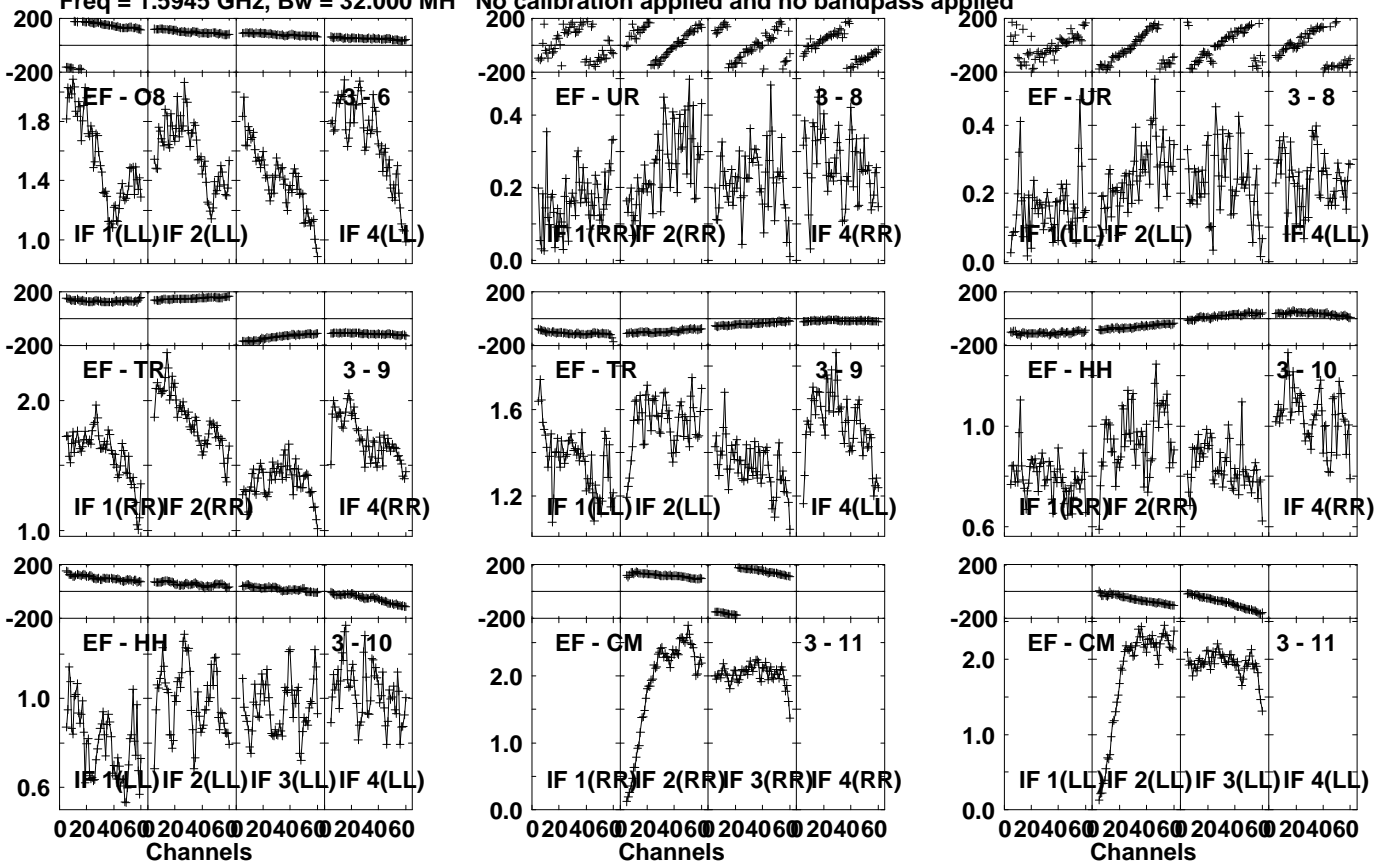 Freq = 1.5945 GHz, Bw = 32.000 MH No calibration applied and no bandpass applied
200
-200
EF - O8 3 - 6
1.8
1.4
1.0
IF 1(LL) IF 2(LL) IF 4(LL)
200
-200
EF - UR 3 - 8
0.4
0.2
0.0
IF 1(RR) IF 2(RR) IF 4(RR)
200
-200
EF - UR 3 - 8
0.4
0.2
0.0
IF 1(LL) IF 2(LL) IF 4(LL)
200
-200
EF - TR 3 - 9
2.0
1.0
IF 1(RR) IF 2(RR) IF 4(RR)
200
-200
EF - TR 3 - 9
1.6
1.2
IF 1(LL) IF 2(LL) IF 4(LL)
200
-200
EF - HH 3 - 10
1.0
0.6
IF 1(RR) IF 2(RR) IF 4(RR)
200
-200
EF - HH 3 - 10
1.0
0.6
IF 1(LL) IF 2(LL) IF 3(LL) IF 4(LL)
0 20 40 60 0 20 40 60 0 20 40 60 0 20 40 60
Channels
200
-200
EF - CM 3 - 11
2.0
1.0
0.0
IF 1(RR) IF 2(RR) IF 3(RR) IF 4(RR)
0 20 40 60 0 20 40 60 0 20 40 60 0 20 40 60
Channels
200
-200
EF - CM 3 - 11
2.0
1.0
0.0
IF 1(LL) IF 2(LL) IF 3(LL) IF 4(LL)
0 20 40 60 0 20 40 60 0 20 40 60 0 20 40 60
Channels